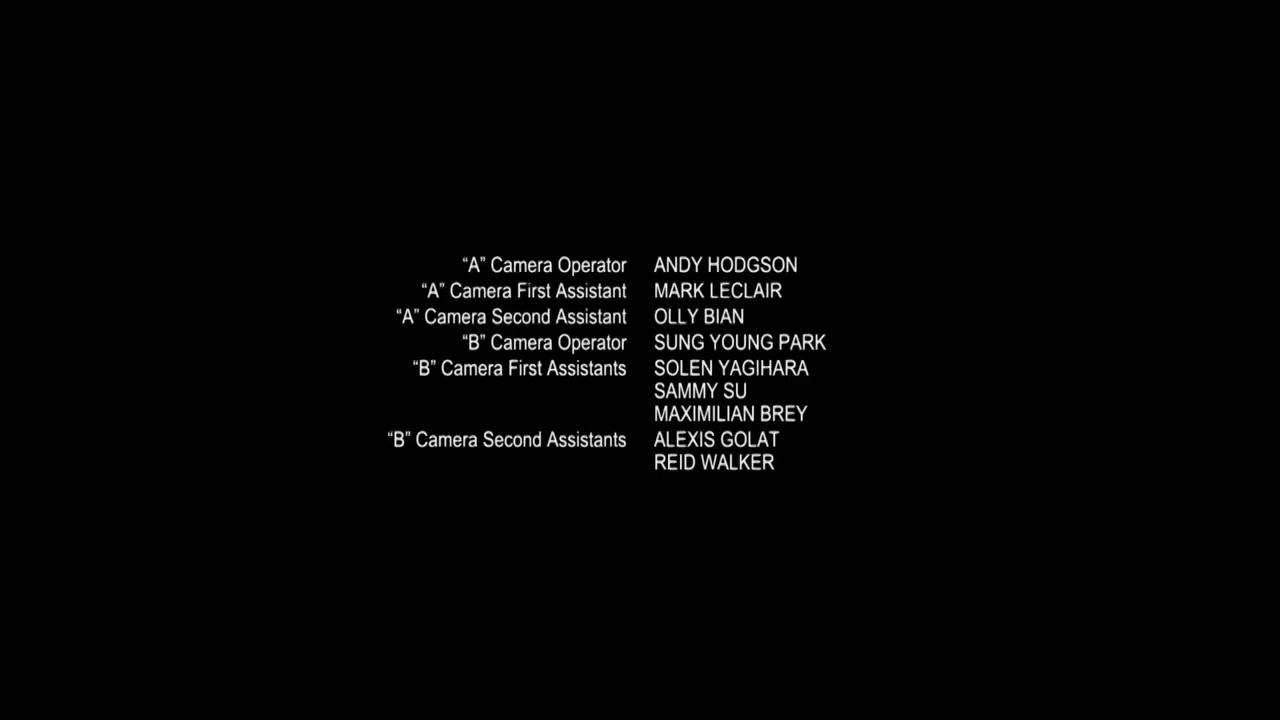 “A” Camera Operator ANDY HODGSON
“A” Camera First Assistant MARK LECLAIR
“A” Camera Second Assistant OLLY BIAN
“B” Camera Operator SUNG YOUNG PARK
“B” Camera First Assistants SOLEN YAGIHARA
SAMMY SU
MAXIMILIAN BREY
“B” Camera Second Assistants ALEXIS GOLAT
REID WALKER